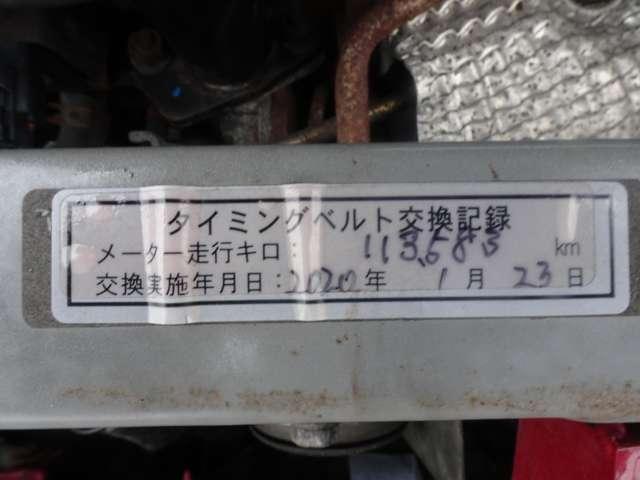 タイミングベルト交換記録
メーター走行キロ: 113,583 km
交換実施年月日:2020年 1月 23日